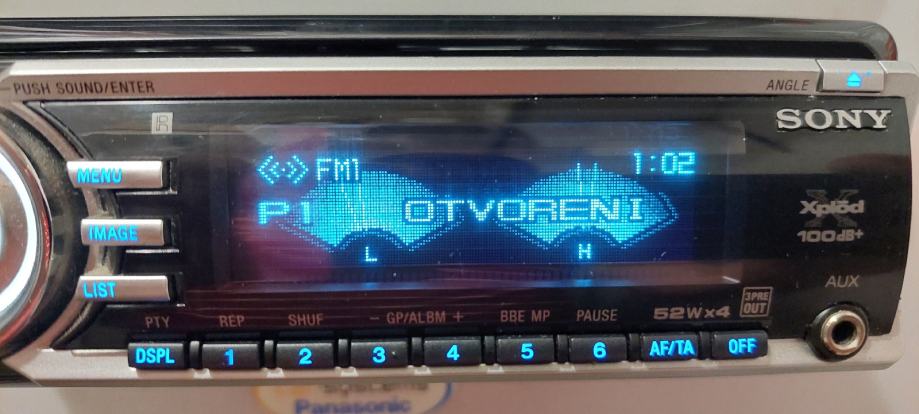 PUSH SOUND/ENTER
ANGLE
SONY
MENU
FM1
1:02
IMAGE
P1 OTVORENI
L H
LIST
Xplōd
100dB+
AUX
PTY REP SHUF – GP/ALBM + BBE MP PAUSE 52W×4 3PRE OUT
DSPL 1 2 3 4 5 6 AF/TA OFF
Panasonic